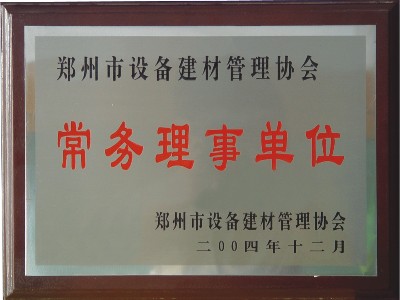 郑州市设备建材管理协会
常务理事单位
郑州市设备建材管理协会
二00四年十二月